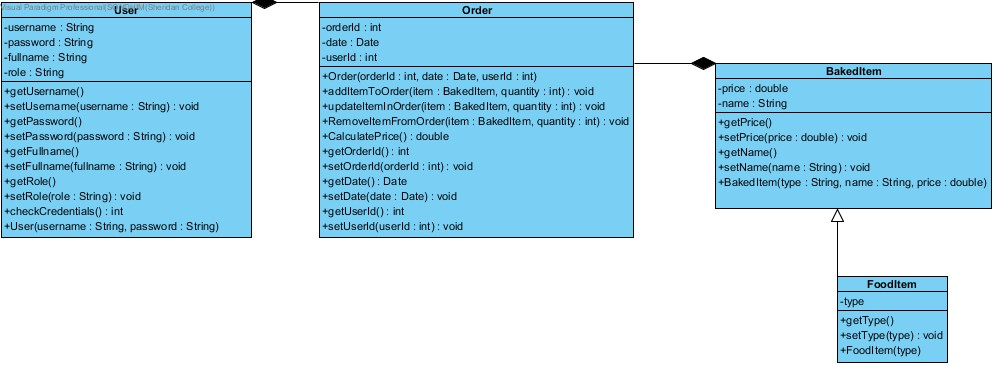 User
-username : String
-password : String
-fullname : String
-role : String
+getUsername()
+setUsername(username : String) : void
+getPassword()
+setPassword(password : String) : void
+getFullname()
+setFullname(fullname : String) : void
+getRole()
+setRole(role : String) : void
+checkCredentials() : int
+User(username : String, password : String)
Order
-orderId : int
-date : Date
-userId : int
+Order(orderId : int, date : Date, userId : int)
+addItemToOrder(item : BakedItem, quantity : int) : void
+updateItemInOrder(item : BakedItem, quantity : int) : void
+RemoveItemFromOrder(item : BakedItem, quantity : int) : void
+CalculatePrice() : double
+getOrderId() : int
+setOrderId(orderId : int) : void
+getDate() : Date
+setDate(date : Date) : void
+getUserId() : int
+setUserId(userId : int) : void
BakedItem
-price : double
-name : String
+getPrice()
+setPrice(price : double) : void
+getName()
+setName(name : String) : void
+BakedItem(type : String, name : String, price : double)
FoodItem
-type
+getType()
+setType(type) : void
+FoodItem(type)